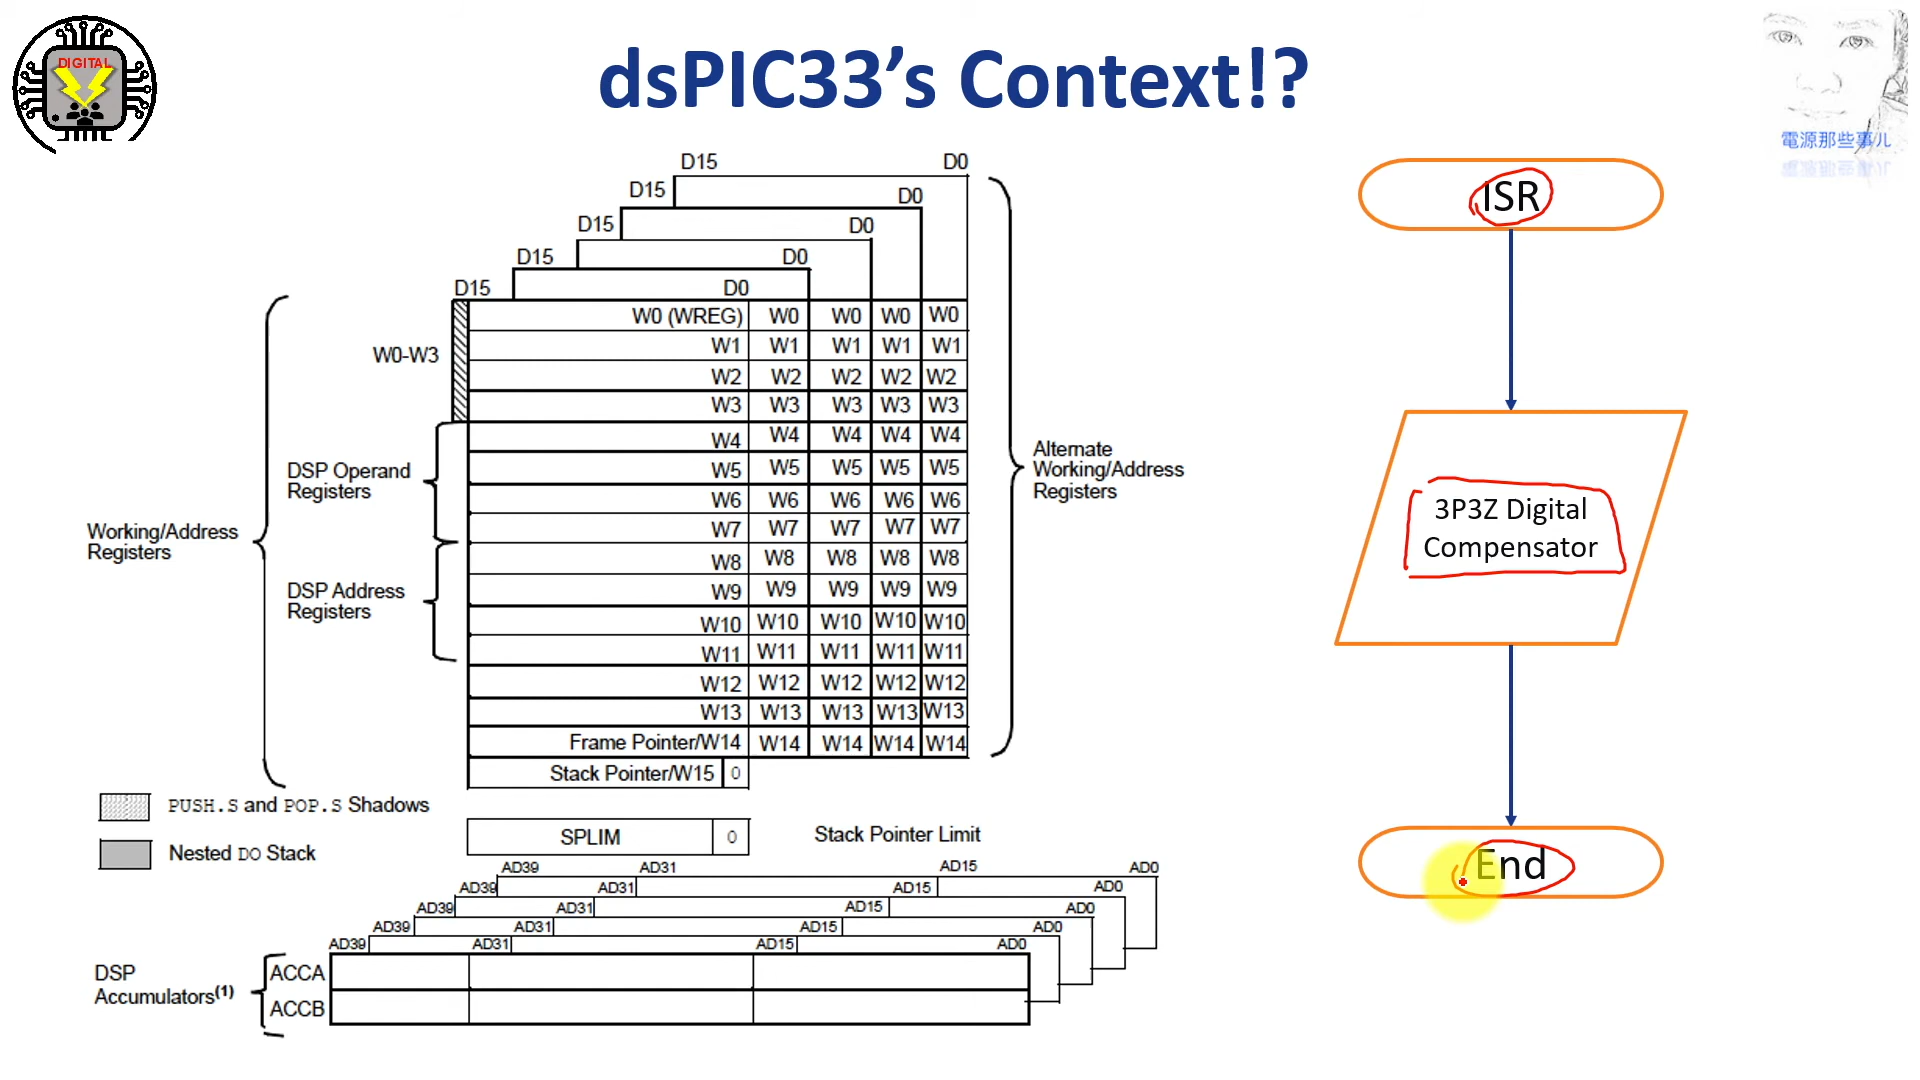 DIGITAL
dsPIC33’s Context!?
電源那些事儿
D15 D0
D15 D0
D15 D0
D15 D0
D15 D0
W0 (WREG) W0 W0 W0 W0
W1 W1 W1 W1 W1
W2 W2 W2 W2 W2
W3 W3 W3 W3 W3
W4 W4 W4 W4 W4
W5 W5 W5 W5 W5
W6 W6 W6 W6 W6
W7 W7 W7 W7 W7
W8 W8 W8 W8 W8
W9 W9 W9 W9 W9
W10 W10 W10 W10 W10
W11 W11 W11 W11 W11
W12 W12 W12 W12 W12
W13 W13 W13 W13 W13
Frame Pointer/W14 W14 W14 W14 W14
Stack Pointer/W15 0
W0-W3
DSP Operand
Registers
Working/Address
Registers
DSP Address
Registers
Alternate
Working/Address
Registers
PUSH.S and POP.S Shadows
Nested DO Stack
SPLIM 0
Stack Pointer Limit
AD39 AD31 AD15 AD0
AD39 AD31 AD15 AD0
AD39 AD31 AD15 AD0
AD39 AD31 AD15 AD0
AD39 AD31 AD15 AD0
DSP
Accumulators(1)
ACCA
ACCB
ISR
3P3Z Digital
Compensator
End